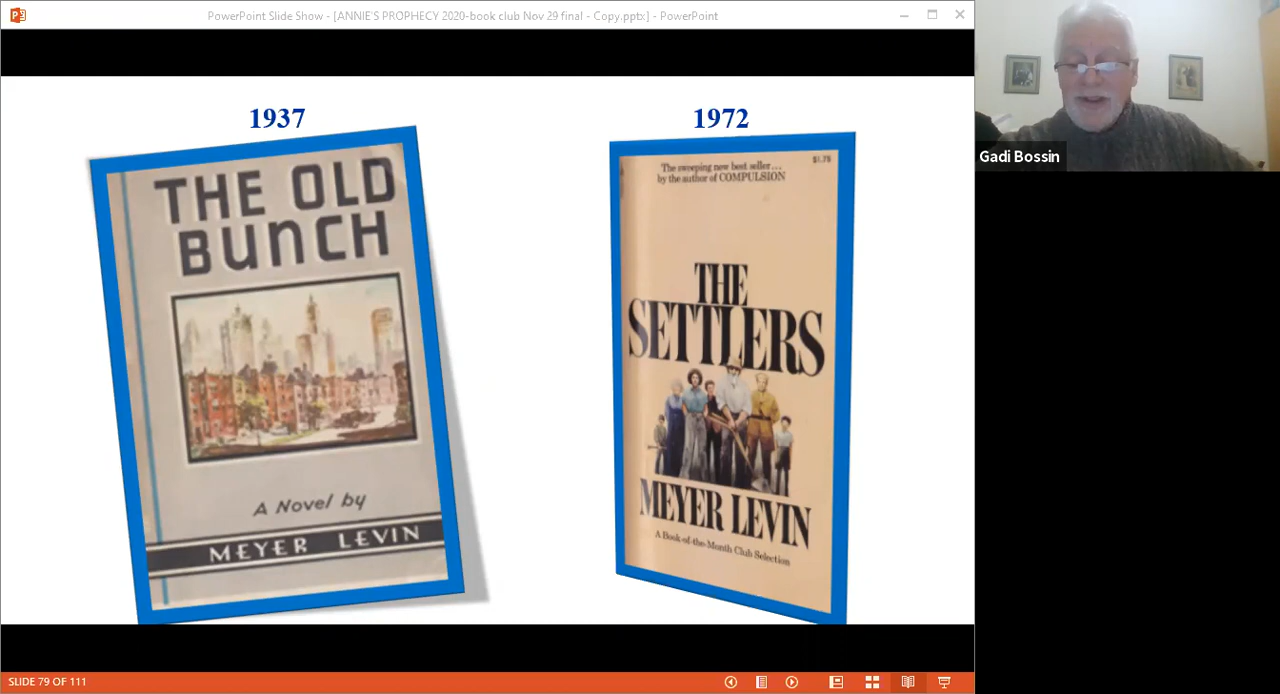 PowerPoint Slide Show - [ANNIE'S PROPHECY 2020-book club Nov 29 final - Copy.pptx] - PowerPoint
1937
THE OLD
BUNCH
A Novel by
MEYER LEVIN
1972
$1.75
The sweeping new best seller...
by the author of COMPULSION
THE
SETTLERS
MEYER LEVIN
A Book-of-the-Month Club Selection
Gadi Bossin
SLIDE 79 OF 111